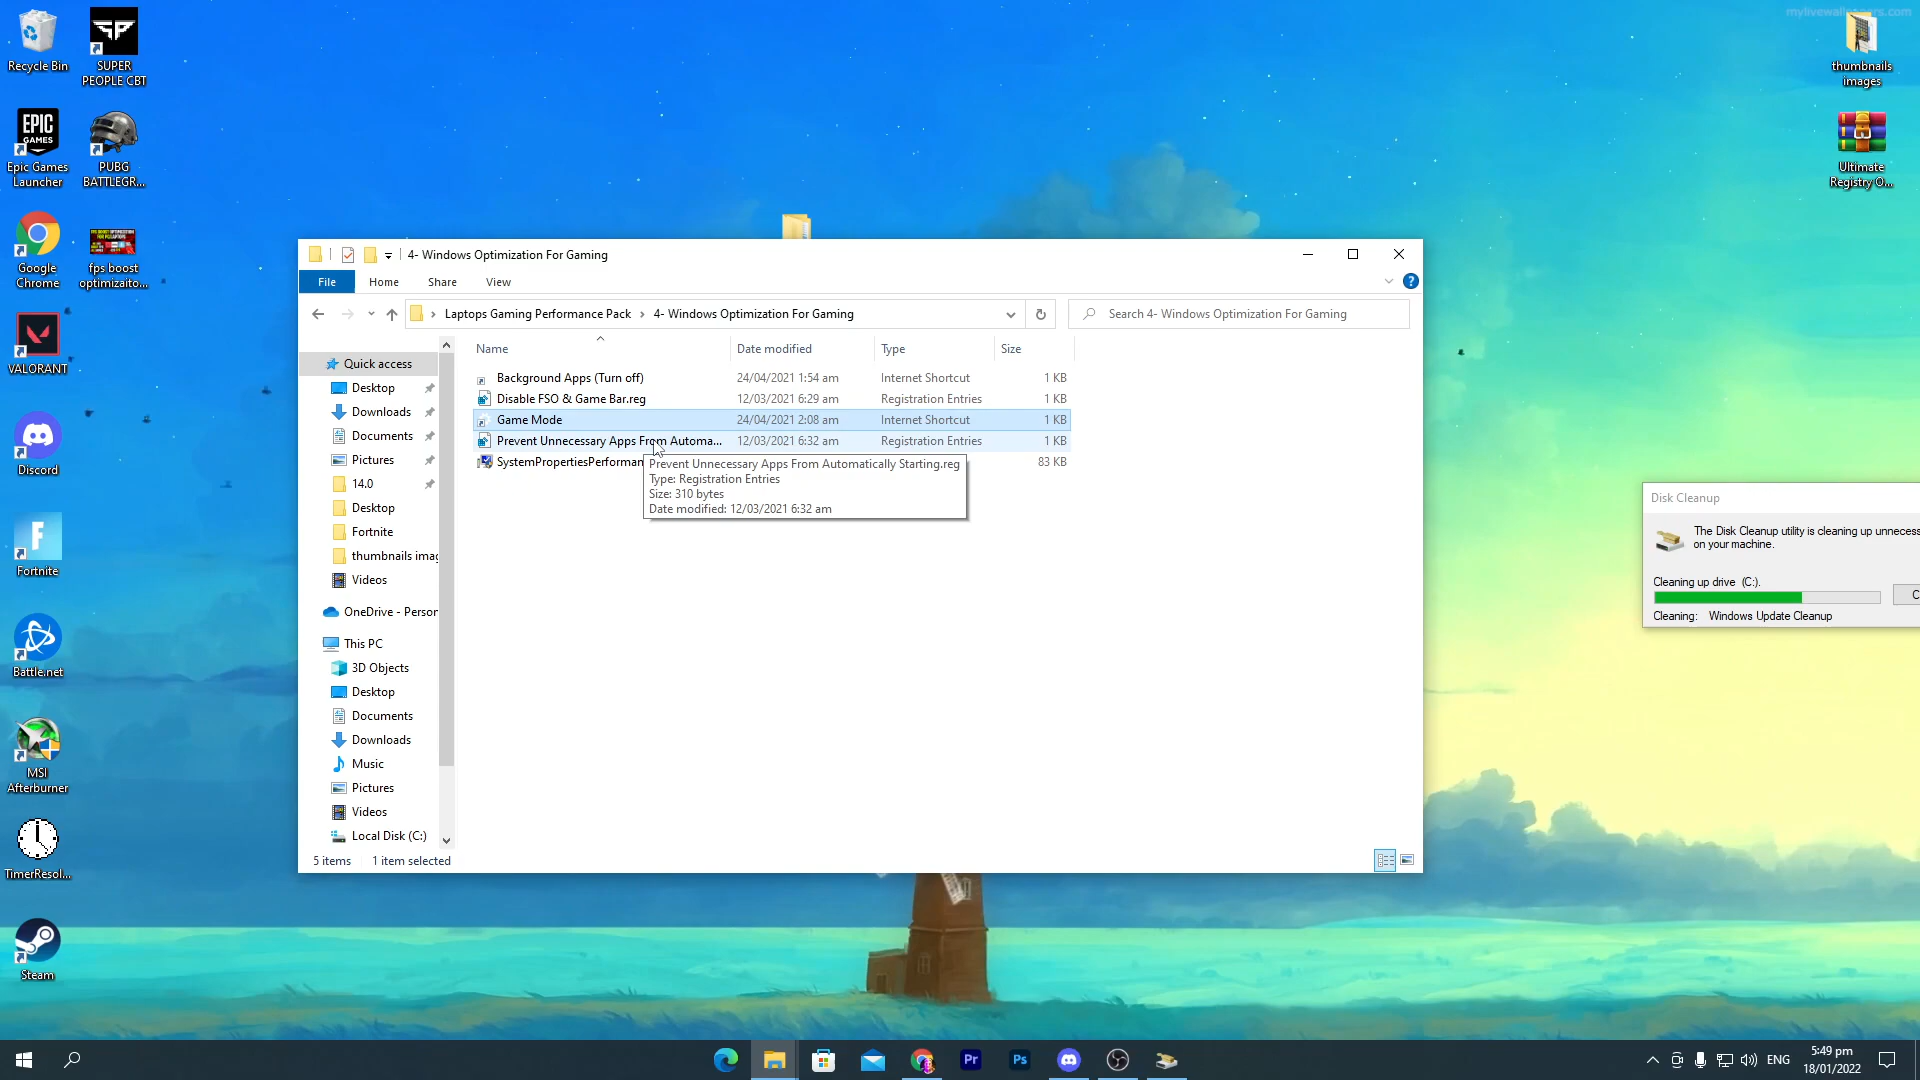 mylivewallpapers.com
Recycle Bin
SUPER
PEOPLE CBT
EPIC
GAMES
Epic Games
Launcher
PUBG
BATTLEGR...
Google
Chrome
fps boost
optimizaito...
VALORANT
Discord
Fortnite
Battle.net
MSI
Afterburner
TimerResol...
Steam
thumbnails
images
Ultimate
Registry O...
4- Windows Optimization For Gaming
File
Home
Share
View
Laptops Gaming Performance Pack
4- Windows Optimization For Gaming
Search 4- Windows Optimization For Gaming
Name
Date modified
Type
Size
Background Apps (Turn off) 24/04/2021 1:54 am Internet Shortcut 1 KB
Disable FSO & Game Bar.reg 12/03/2021 6:29 am Registration Entries 1 KB
Game Mode 24/04/2021 2:08 am Internet Shortcut 1 KB
Prevent Unnecessary Apps From Automa... 12/03/2021 6:32 am Registration Entries 1 KB
SystemPropertiesPerforman 83 KB
Prevent Unnecessary Apps From Automatically Starting.reg
Type: Registration Entries
Size: 310 bytes
Date modified: 12/03/2021 6:32 am
Quick access
Desktop
Downloads
Documents
Pictures
14.0
Desktop
Fortnite
thumbnails imag
Videos
OneDrive - Person
This PC
3D Objects
Desktop
Documents
Downloads
Music
Pictures
Videos
Local Disk (C:)
5 items
1 item selected
Disk Cleanup
The Disk Cleanup utility is cleaning up unnecess
on your machine.
Cleaning up drive (C:).
C
Cleaning: Windows Update Cleanup
Pr
Ps
ENG
5:49 pm
18/01/2022